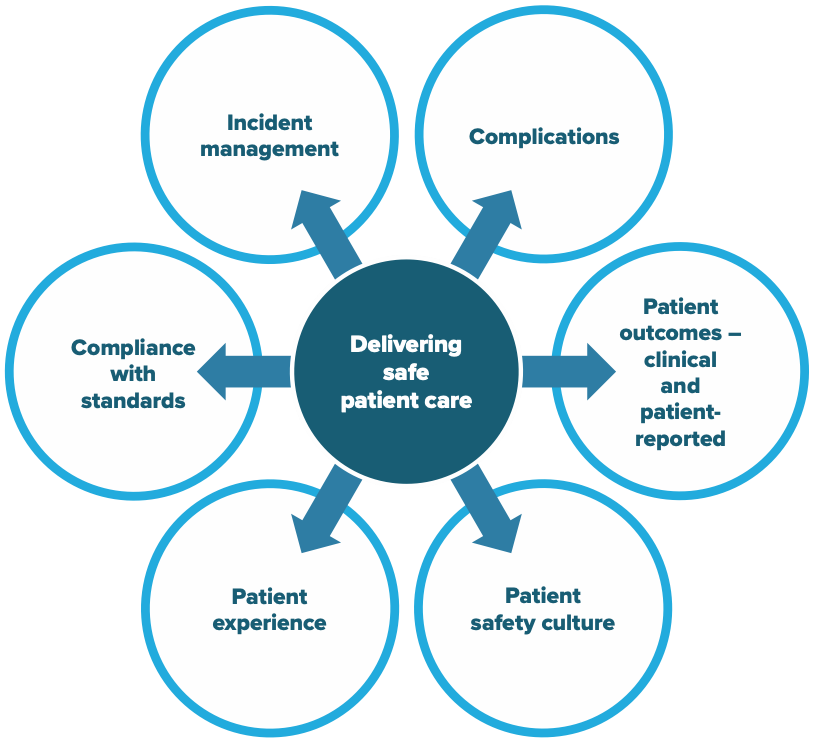 Incident
management
Complications
Patient
outcomes –
clinical
and
patient-
reported
Compliance
with
standards
Delivering
safe
patient care
Patient
experience
Patient
safety culture